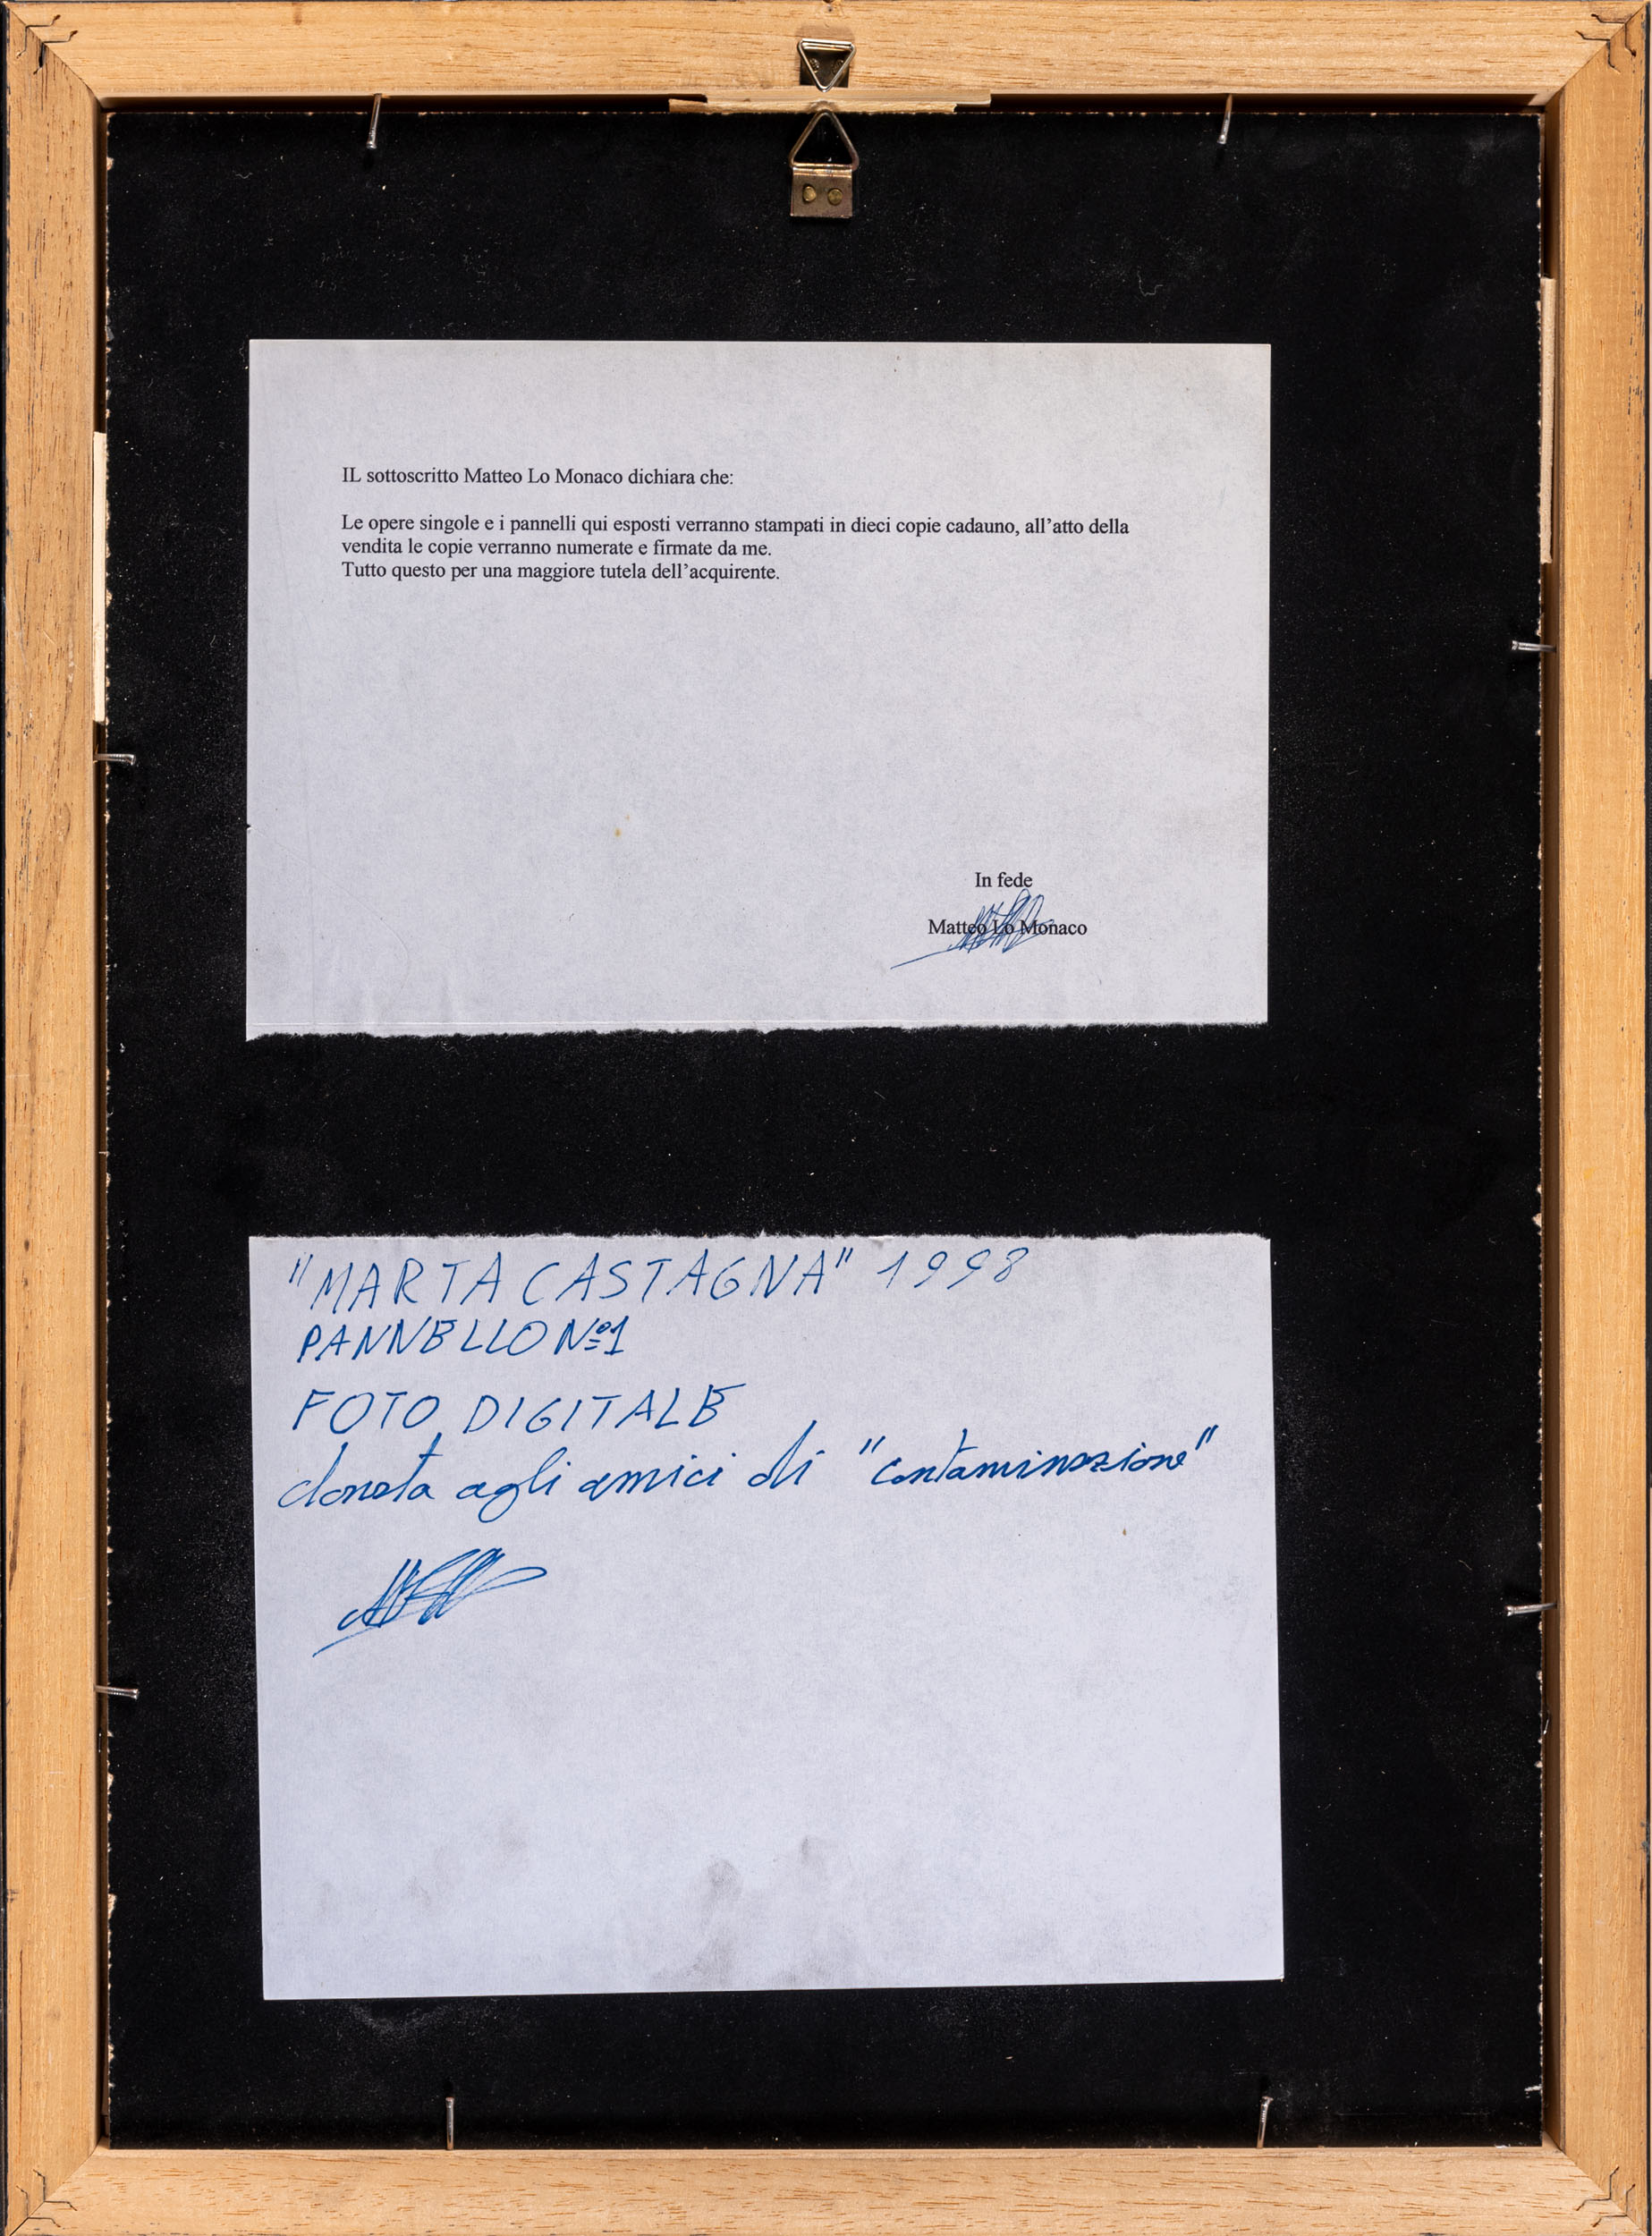 IL sottoscritto Matteo Lo Monaco dichiara che:
Le opere singole e i pannelli qui esposti verranno stampati in dieci copie cadauno, all’atto della
vendita le copie verranno numerate e firmate da me.
Tutto questo per una maggiore tutela dell’acquirente.
In fede
Matteo Lo Monaco
"MARTA CASTAGNA" 1998
PANNELLO Nº1
FOTO DIGITALE
donata agli amici di "contaminazione"